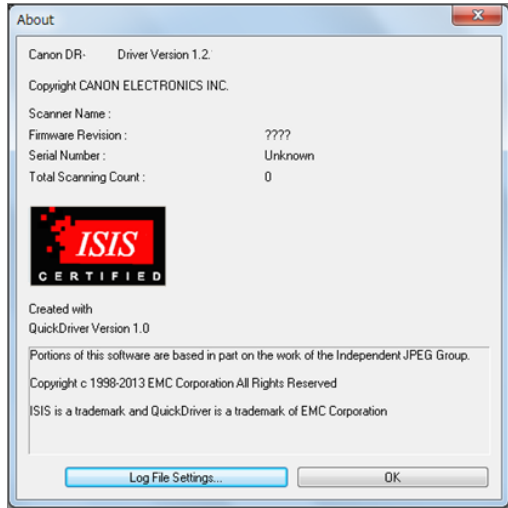 About
Canon DR- Driver Version 1.2.
Copyright CANON ELECTRONICS INC.
Scanner Name :
Firmware Revision : ????
Serial Number : Unknown
Total Scanning Count : 0
ISIS
CERTIFIED
Created with
QuickDriver Version 1.0
Portions of this software are based in part on the work of the Independent JPEG Group.
Copyright c 1998-2013 EMC Corporation All Rights Reserved
ISIS is a trademark and QuickDriver is a trademark of EMC Corporation
Log File Settings... OK